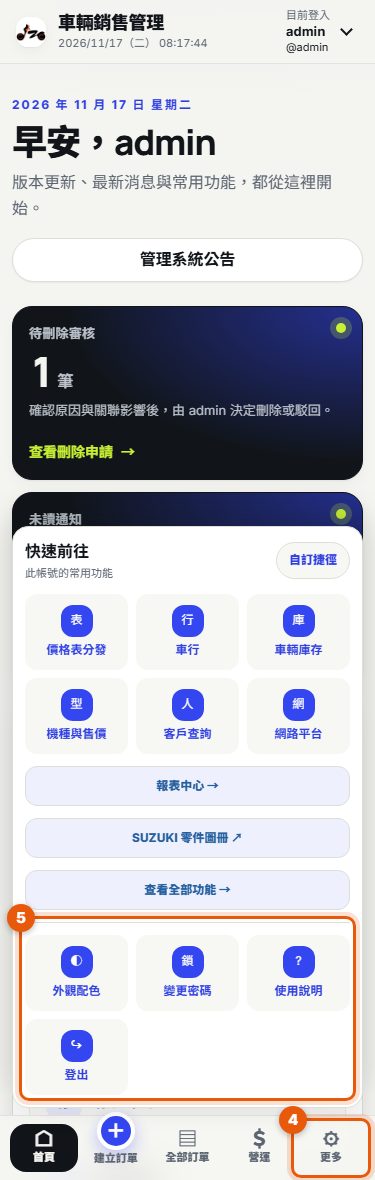 車輛銷售管理
2026/11/17（二） 08:17:44
目前登入
admin
@admin
2026 年 11 月 17 日 星期二
早安，admin
版本更新、最新消息與常用功能，都從這裡開
始。
管理系統公告
待刪除審核
1 筆
確認原因與關聯影響後，由 admin 決定刪除或駁回。
查看刪除申請 →
未讀通知
快速前往
此帳號的常用功能
自訂捷徑
表
行
庫
價格表分發
車行
車輛庫存
型
人
網
機種與售價
客戶查詢
網路平台
報表中心 →
SUZUKI 零件圖冊 ↗
查看全部功能 →
5
鎖
?
外觀配色
變更密碼
使用說明
登出
4
首頁
建立訂單
全部訂單
$
營運
更多